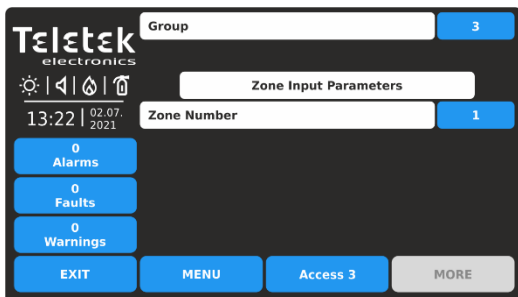 Teletek
electronics
13:22 02.07.
2021
0
Alarms
0
Faults
0
Warnings
EXIT
Group 3
Zone Input Parameters
Zone Number 1
MENU
Access 3
MORE